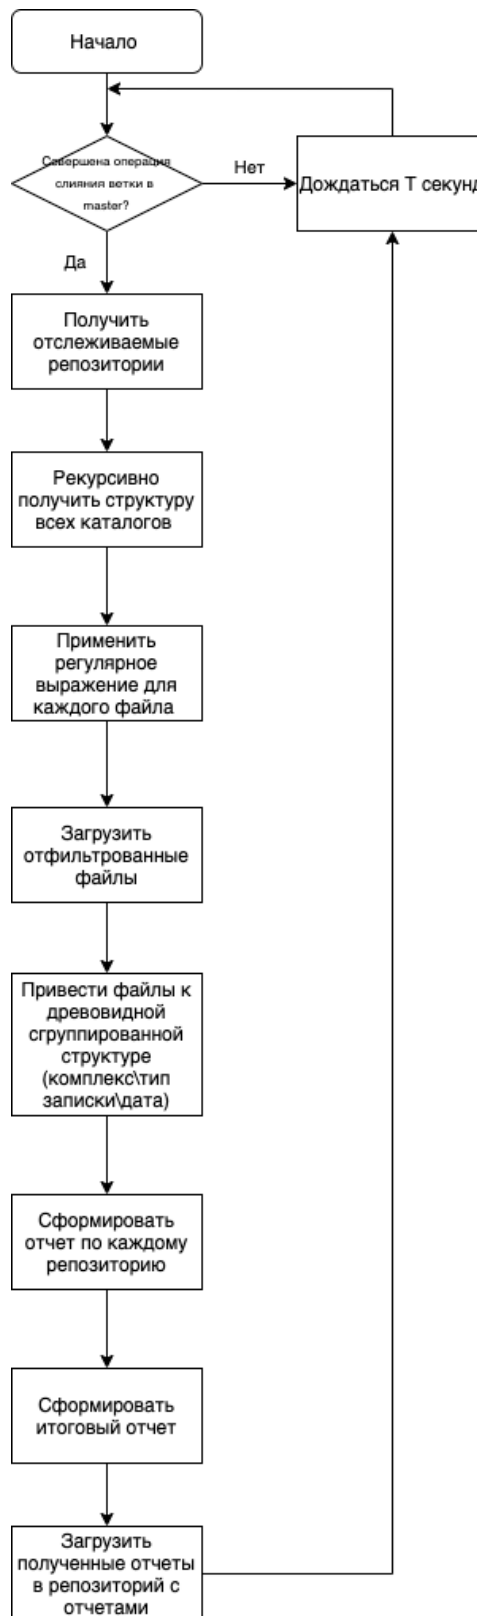 Начало
Совершена операция
слияния ветки в
master?
Нет
Дождаться T секунд
Да
Получить
отслеживаемые
репозитории
Рекурсивно
получить структуру
всех каталогов
Применить
регулярное
выражение для
каждого файла
Загрузить
отфильтрованные
файлы
Привести файлы к
древовидной
сгруппированной
структуре
(комплекс\тип
записки\дата)
Сформировать
отчет по каждому
репозиторию
Сформировать
итоговый отчет
Загрузить
полученные отчеты
в репозиторий с
отчетами